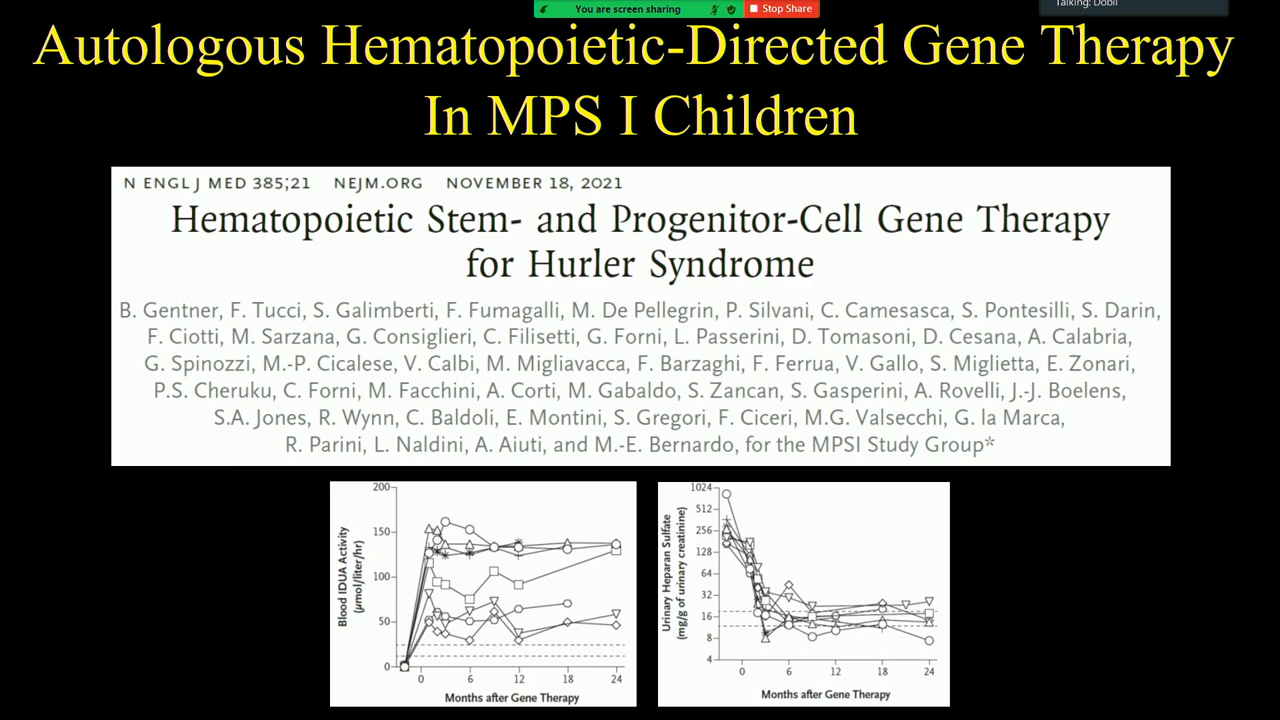 You are screen sharing
Stop Share
Talking: Dobil
Autologous Hematopoietic-Directed Gene Therapy
In MPS I Children
N ENGL J MED 385;21 NEJM.ORG NOVEMBER 18, 2021
Hematopoietic Stem- and Progenitor-Cell Gene Therapy
for Hurler Syndrome
B. Gentner, F. Tucci, S. Galimberti, F. Fumagalli, M. De Pellegrin, P. Silvani, C. Camesasca, S. Pontesilli, S. Darin,
F. Ciotti, M. Sarzana, G. Consiglieri, C. Filisetti, G. Forni, L. Passerini, D. Tomasoni, D. Cesana, A. Calabria,
G. Spinozzi, M.-P. Cicalese, V. Calbi, M. Migliavacca, F. Barzaghi, F. Ferrua, V. Gallo, S. Miglietta, E. Zonari,
P.S. Cheruku, C. Forni, M. Facchini, A. Corti, M. Gabaldo, S. Zancan, S. Gasperini, A. Rovelli, J.-J. Boelens,
S.A. Jones, R. Wynn, C. Baldoli, E. Montini, S. Gregori, F. Ciceri, M.G. Valsecchi, G. la Marca,
R. Parini, L. Naldini, A. Aiuti, and M.-E. Bernardo, for the MPSI Study Group*
Blood IDUA Activity
(μmol/liter/hr)
200
150
100
50
0
0 6 12 18 24
Months after Gene Therapy
Urinary Heparan Sulfate
(mg/g of urinary creatinine)
1024
512
256
128
64
32
16
8
4
0 6 12 18 24
Months after Gene Therapy